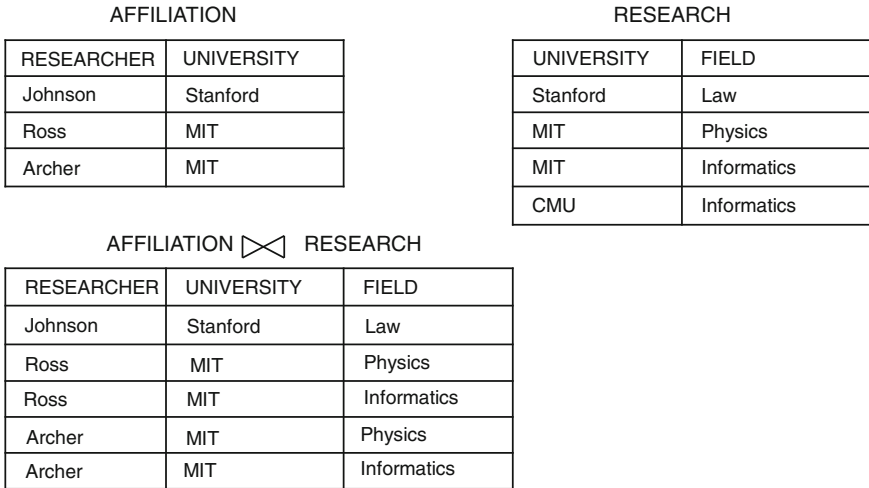 AFFILIATION
RESEARCHER UNIVERSITY
Johnson Stanford
Ross MIT
Archer MIT
RESEARCH
UNIVERSITY FIELD
Stanford Law
MIT Physics
MIT Informatics
CMU Informatics
AFFILIATION ⋈ RESEARCH
RESEARCHER UNIVERSITY FIELD
Johnson Stanford Law
Ross MIT Physics
Ross MIT Informatics
Archer MIT Physics
Archer MIT Informatics